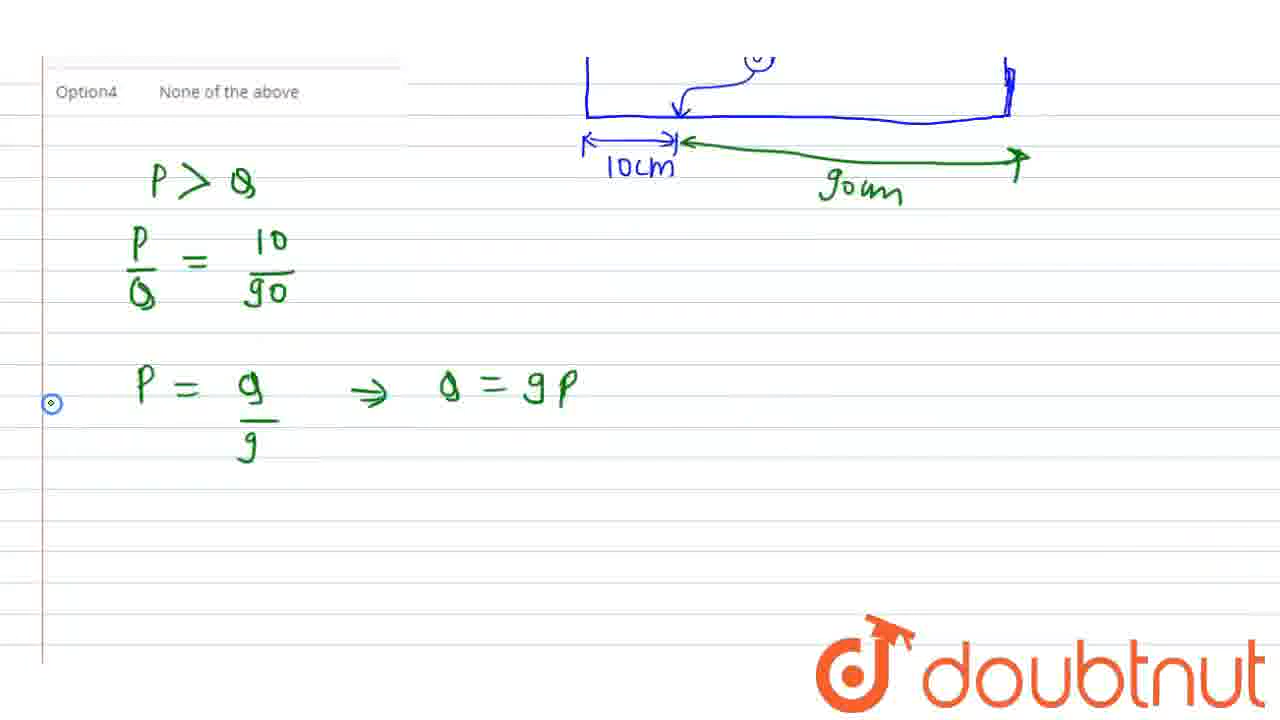 Option4 None of the above
G
10cm
90cm
P > Q
P/Q = 10/90
P = Q/9 → Q = 9P
doubtnut